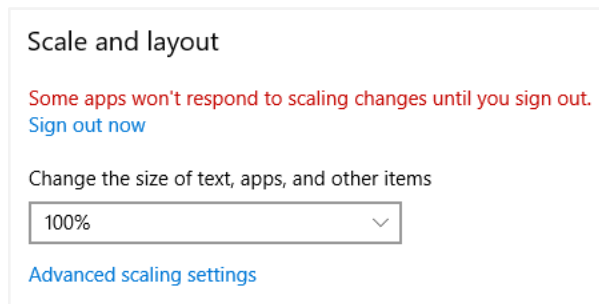 Scale and layout
Some apps won't respond to scaling changes until you sign out.
Sign out now
Change the size of text, apps, and other items
100%
Advanced scaling settings